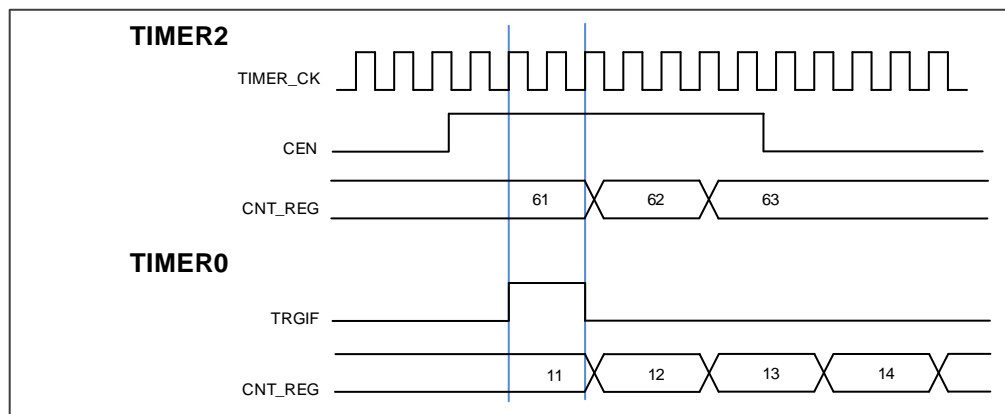 TIMER2
TIMER_CK
CEN
CNT_REG 61 62 63
TIMER0
TRGIF
CNT_REG 11 12 13 14